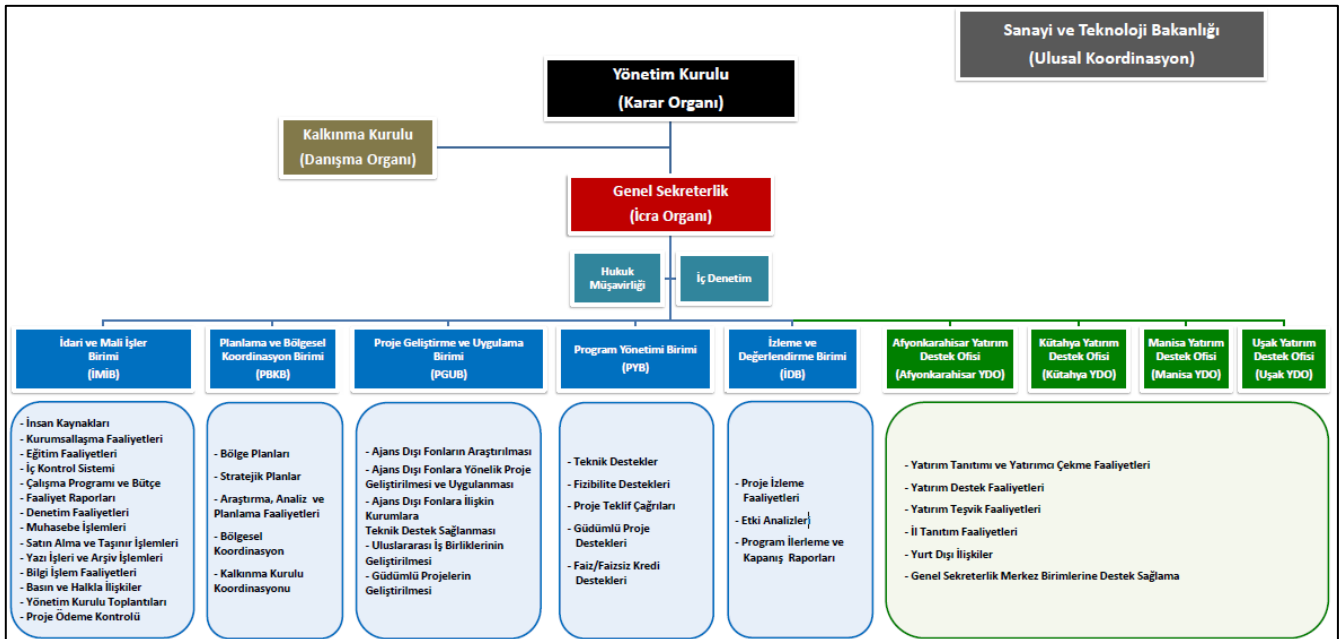 Sanayi ve Teknoloji Bakanlığı
(Ulusal Koordinasyon)
Yönetim Kurulu
(Karar Organı)
Kalkınma Kurulu
(Danışma Organı)
Genel Sekreterlik
(İcra Organı)
Hukuk
Müşavirliği
İç Denetim
İdari ve Mali İşler
Birimi
(İMİB)
Planlama ve Bölgesel
Koordinasyon Birimi
(PBKB)
Proje Geliştirme ve Uygulama
Birimi
(PGUB)
Program Yönetimi Birimi
(PYB)
İzleme ve
Değerlendirme Birimi
(İDB)
Afyonkarahisar Yatırım
Destek Ofisi
(Afyonkarahisar YDO)
Kütahya Yatırım
Destek Ofisi
(Kütahya YDO)
Manisa Yatırım
Destek Ofisi
(Manisa YDO)
Uşak Yatırım
Destek Ofisi
(Uşak YDO)
- İnsan Kaynakları
- Kurumsallaşma Faaliyetleri
- Eğitim Faaliyetleri
- İç Kontrol Sistemi
- Çalışma Programı ve Bütçe
- Faaliyet Raporları
- Denetim Faaliyetleri
- Muhasebe İşlemleri
- Satın Alma ve Taşınır İşlemleri
- Yazı İşleri ve Arşiv İşlemleri
- Bilgi İşlem Faaliyetleri
- Basın ve Halkla İlişkiler
- Yönetim Kurulu Toplantıları
- Proje Ödeme Kontrolü
- Bölge Planları
- Stratejik Planlar
- Araştırma, Analiz ve
Planlama Faaliyetleri
- Bölgesel
Koordinasyon
- Kalkınma Kurulu
Koordinasyonu
- Ajans Dışı Fonların Araştırılması
- Ajans Dışı Fonlara Yönelik Proje
Geliştirilmesi ve Uygulanması
- Ajans Dışı Fonlara İlişkin
Kurumlara
Teknik Destek Sağlanması
- Uluslararası İş Birliklerinin
Geliştirilmesi
- Güdümlü Projelerin
Geliştirilmesi
- Teknik Destekler
- Fizibilite Destekleri
- Proje Teklif Çağrıları
- Güdümlü Proje
Destekleri
- Faiz/Faizsiz Kredi
Destekleri
- Proje İzleme
Faaliyetleri
- Etki Analizleri
- Program İlerleme ve
Kapanış Raporları
- Yatırım Tanıtımı ve Yatırımcı Çekme Faaliyetleri
- Yatırım Destek Faaliyetleri
- Yatırım Teşvik Faaliyetleri
- İl Tanıtım Faaliyetleri
- Yurt Dışı İlişkiler
- Genel Sekreterlik Merkez Birimlerine Destek Sağlama